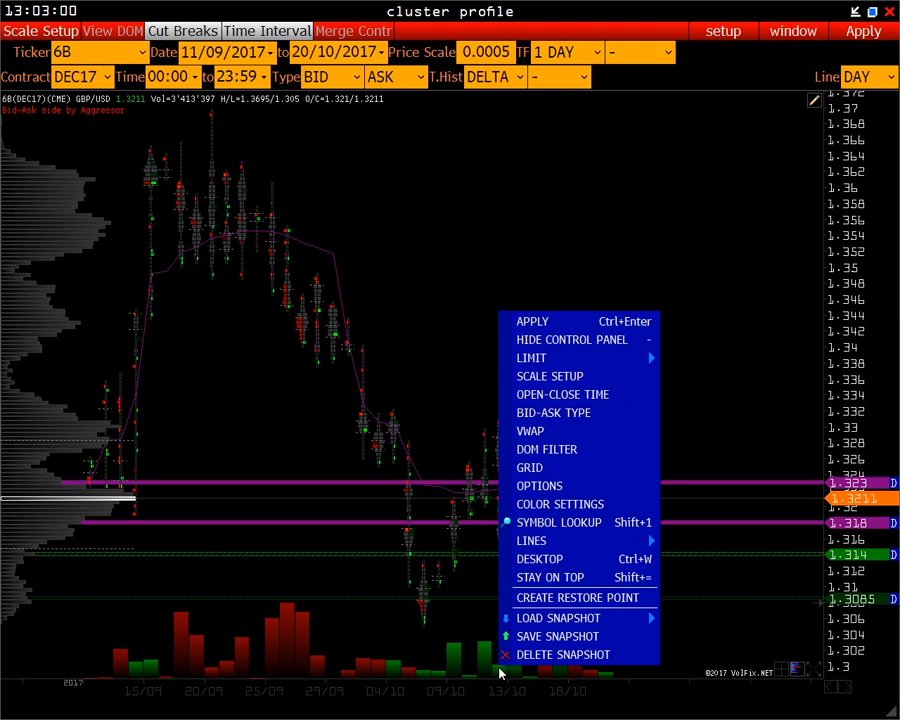 13:03:00 cluster profile
Scale Setup View DOM Cut Breaks Time Interval Merge Contr setup window Apply
Ticker 6B Date 11/09/2017 to 20/10/2017 Price Scale 0.0005 TF 1 DAY -
Contract DEC17 Time 00:00 to 23:59 Type BID ASK T.Hist DELTA - Line DAY
6B(DEC17)(CME) GBP/USD 1.3211 Vol=3'413'397 H/L=1.3695/1.305 O/C=1.321/1.3211
Bid-Ask side by Aggressor
1.372
1.37
1.368
1.366
1.364
1.362
1.36
1.358
1.356
1.354
1.352
1.35
1.348
1.346
1.344
1.342
1.34
1.338
1.336
1.334
1.332
1.33
1.328
1.326
1.324
1.323 D
1.3211
1.32
1.318 D
1.316
1.314 D
1.312
1.31
1.3085 D
1.306
1.304
1.302
1.3
APPLY Ctrl+Enter
HIDE CONTROL PANEL -
LIMIT
SCALE SETUP
OPEN-CLOSE TIME
BID-ASK TYPE
VWAP
DOM FILTER
GRID
OPTIONS
COLOR SETTINGS
SYMBOL LOOKUP Shift+1
LINES
DESKTOP Ctrl+W
STAY ON TOP Shift+=
CREATE RESTORE POINT
LOAD SNAPSHOT
SAVE SNAPSHOT
DELETE SNAPSHOT
©2017 VolFix.NET
2017
15/09 20/09 25/09 29/09 04/10 09/10 13/10 18/10